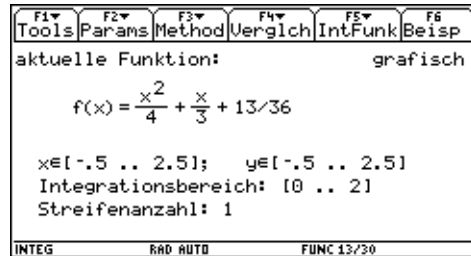 F1▼ F2▼ F3▼ F4▼ F5▼ F6
Tools Params Method Verglch IntFunk Beisp
aktuelle Funktion: grafisch
f(x) = x²/4 + x/3 + 13/36
x∈[-.5 .. 2.5]; y∈[-.5 .. 2.5]
Integrationsbereich: [0 .. 2]
Streifenanzahl: 1
INTEG RAD AUTO FUNC 13/30